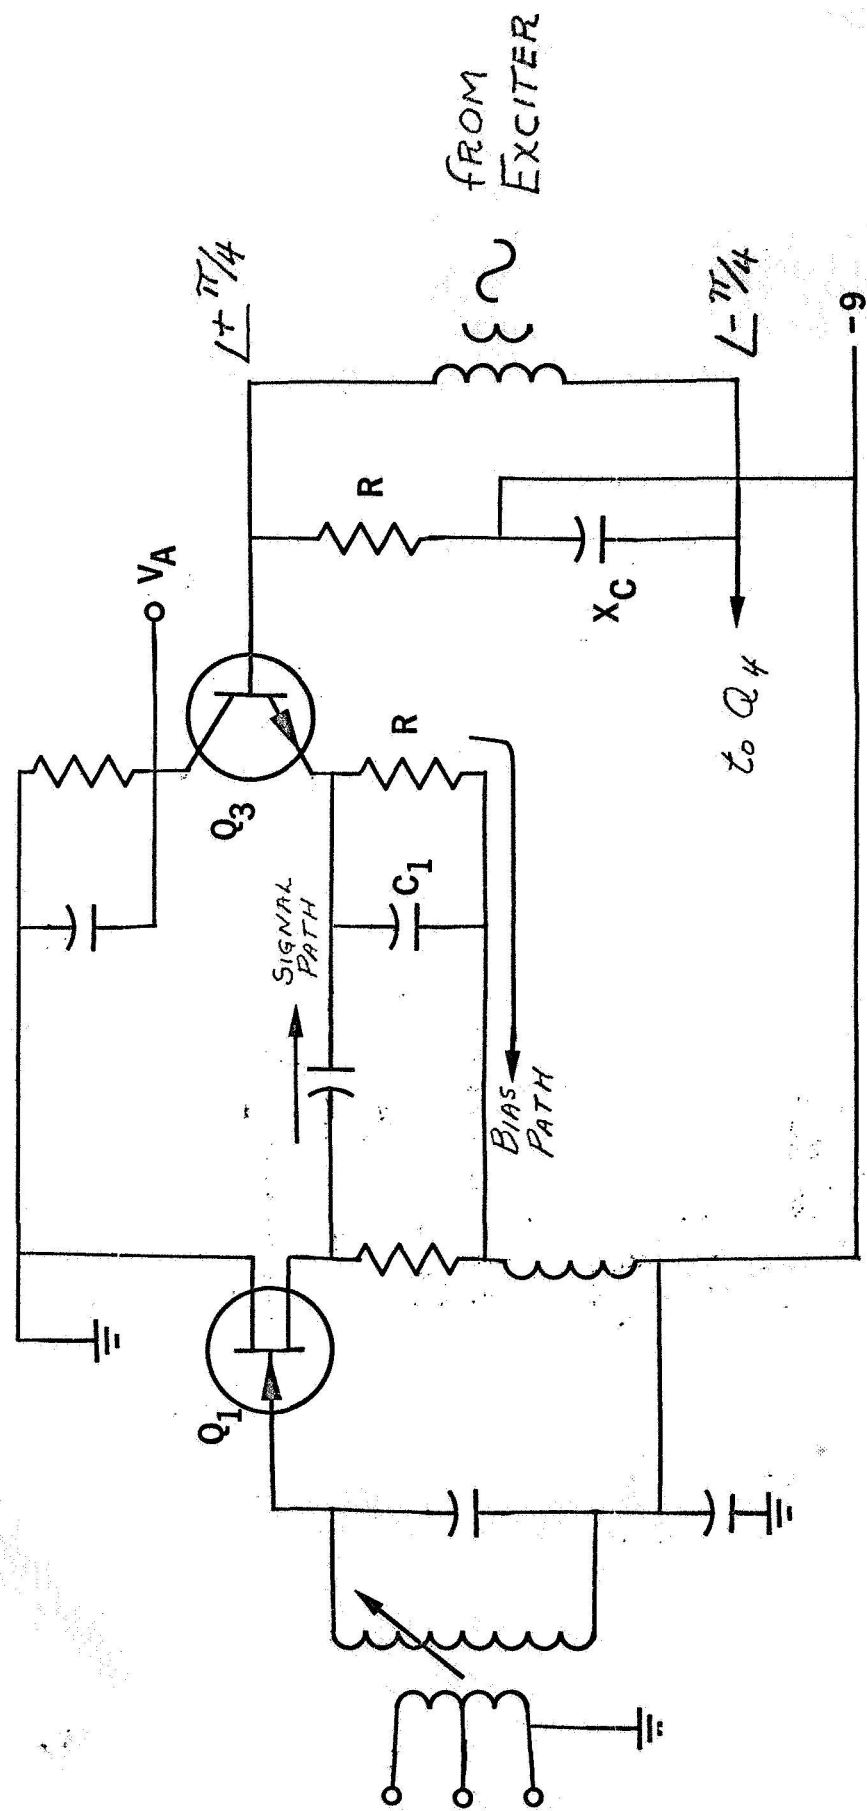 Q1
SIGNAL
PATH
Q3
VA
∠+π/4
FROM
EXCITER
R
C1
R
XC
BIAS
PATH
to Q4
∠-π/4
-9